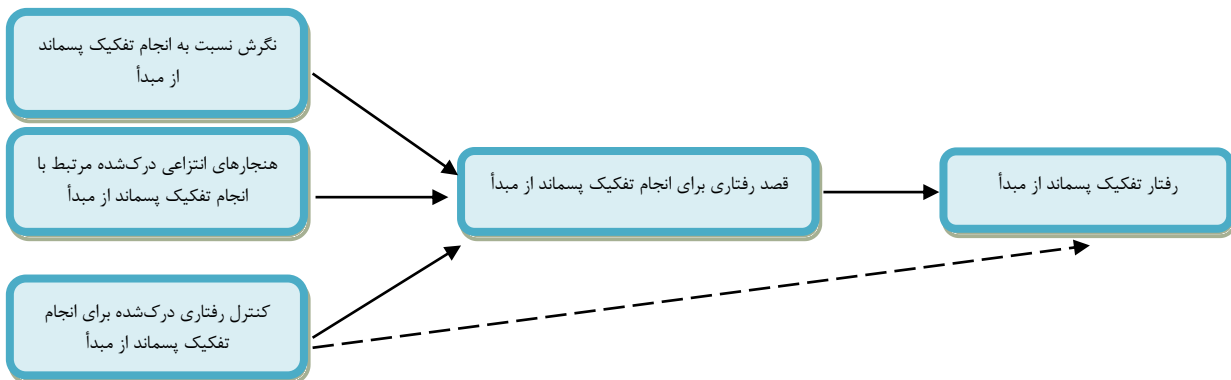 نگرش نسبت به انجام تفکیک پسماند
از مبدأ
هنجارهای انتزاعی درک‌شده مرتبط با
انجام تفکیک پسماند از مبدأ
قصد رفتاری برای انجام تفکیک پسماند از مبدأ
رفتار تفکیک پسماند از مبدأ
کنترل رفتاری درک‌شده برای انجام
تفکیک پسماند از مبدأ